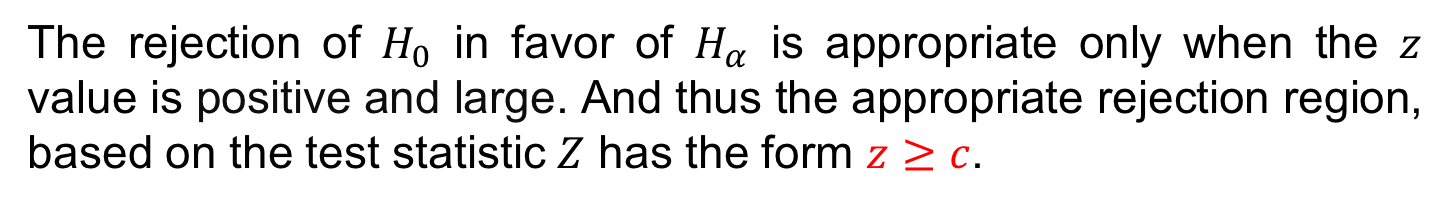 The rejection of H₀ in favor of Hα is appropriate only when the z
value is positive and large. And thus the appropriate rejection region,
based on the test statistic Z has the form z ≥ c.